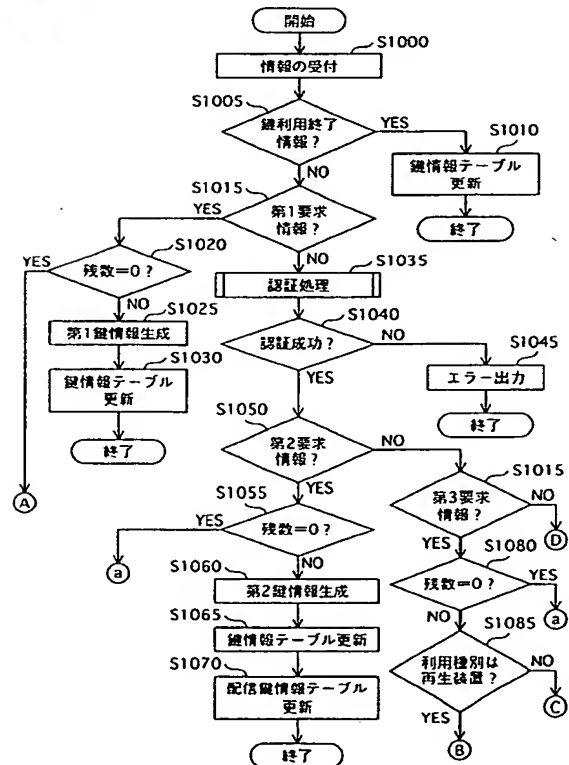 開始
S1000
情報の受付
S1005
鍵利用終了
情報?
YES
S1010
鍵情報テーブル
更新
終了
NO
S1015
第1要求
情報?
YES
NO
S1020
残数=0?
YES
NO
S1025
第1鍵情報生成
S1030
鍵情報テーブル
更新
終了
A
S1035
認証処理
S1040
認証成功?
NO
S1045
エラー出力
終了
YES
S1050
第2要求
情報?
NO
YES
S1055
残数=0?
YES
a
NO
S1060
第2鍵情報生成
S1065
鍵情報テーブル更新
S1070
配信鍵情報テーブル
更新
終了
S1015
第3要求
情報?
NO
D
YES
S1080
残数=0?
YES
a
NO
S1085
利用種別は
再生装置?
NO
C
YES
B